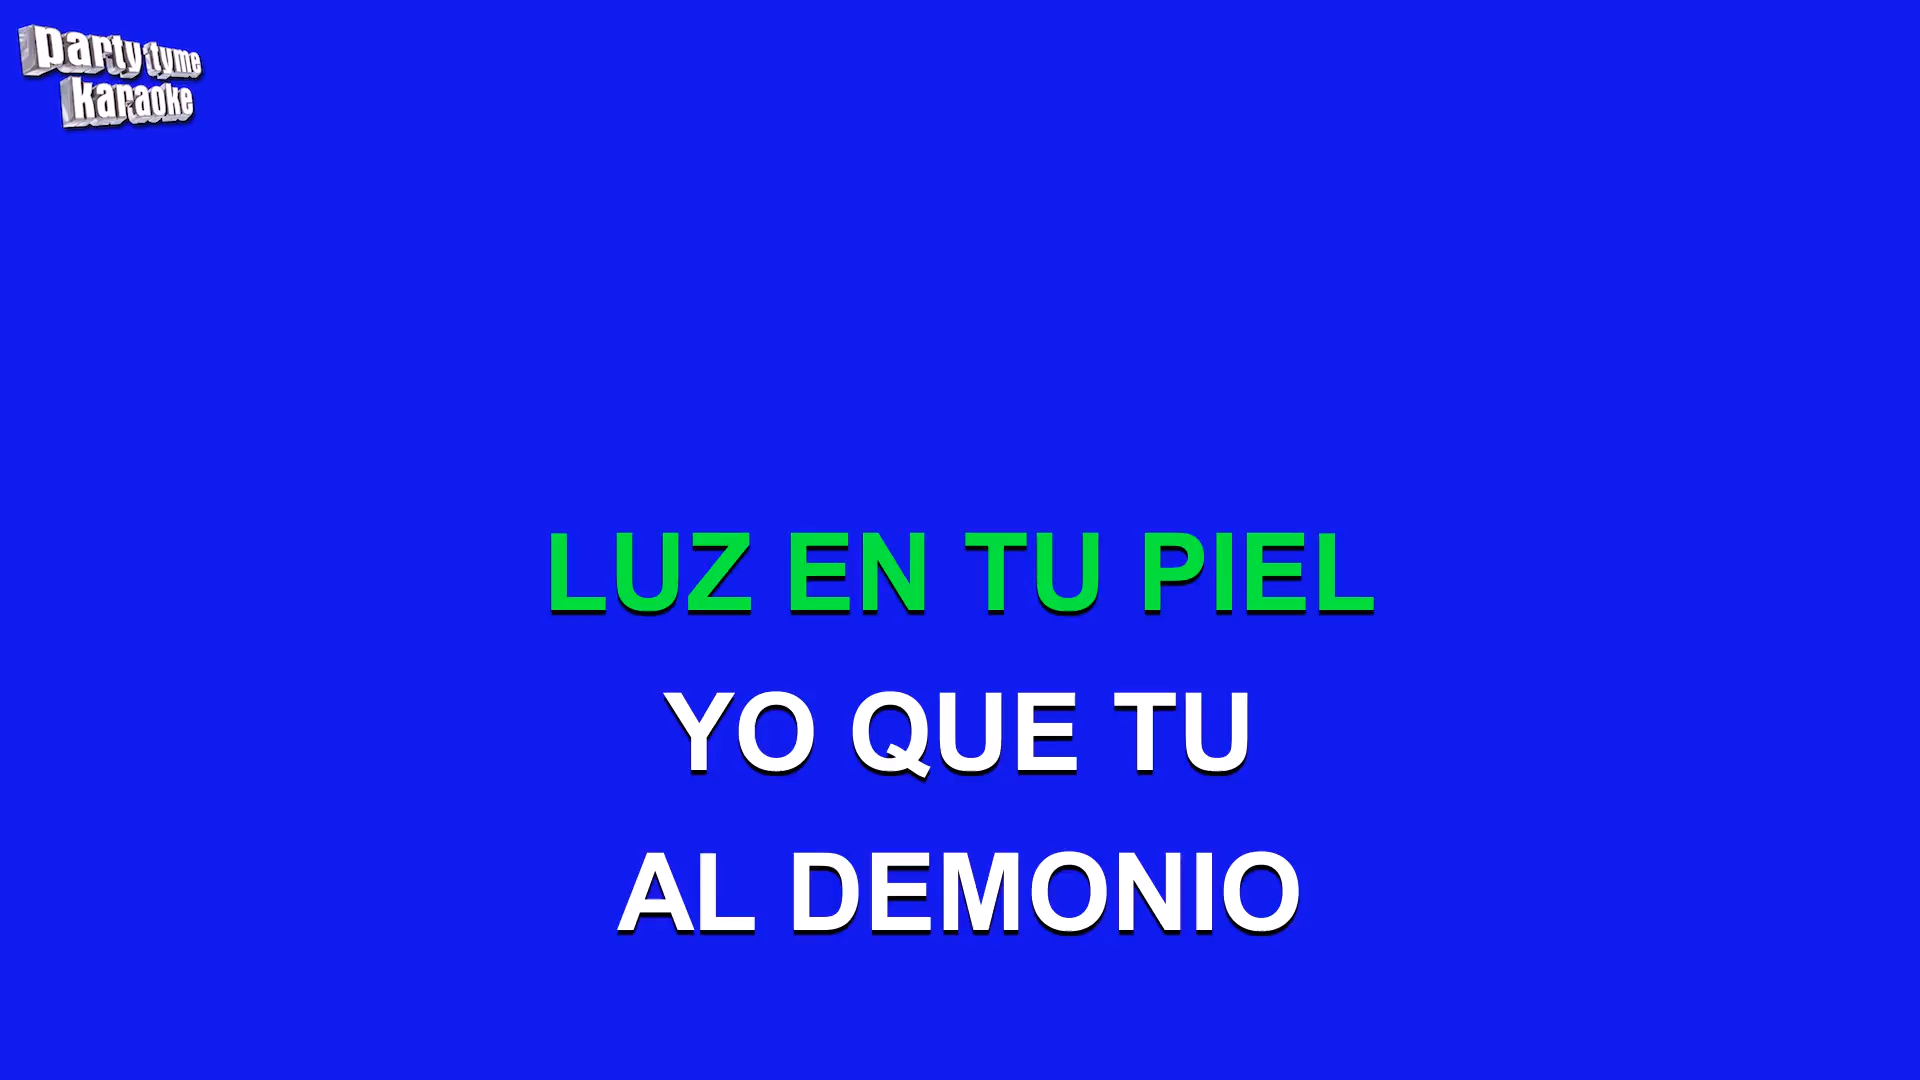 party tyme
karaoke
LUZ EN TU PIEL
YO QUE TU
AL DEMONIO